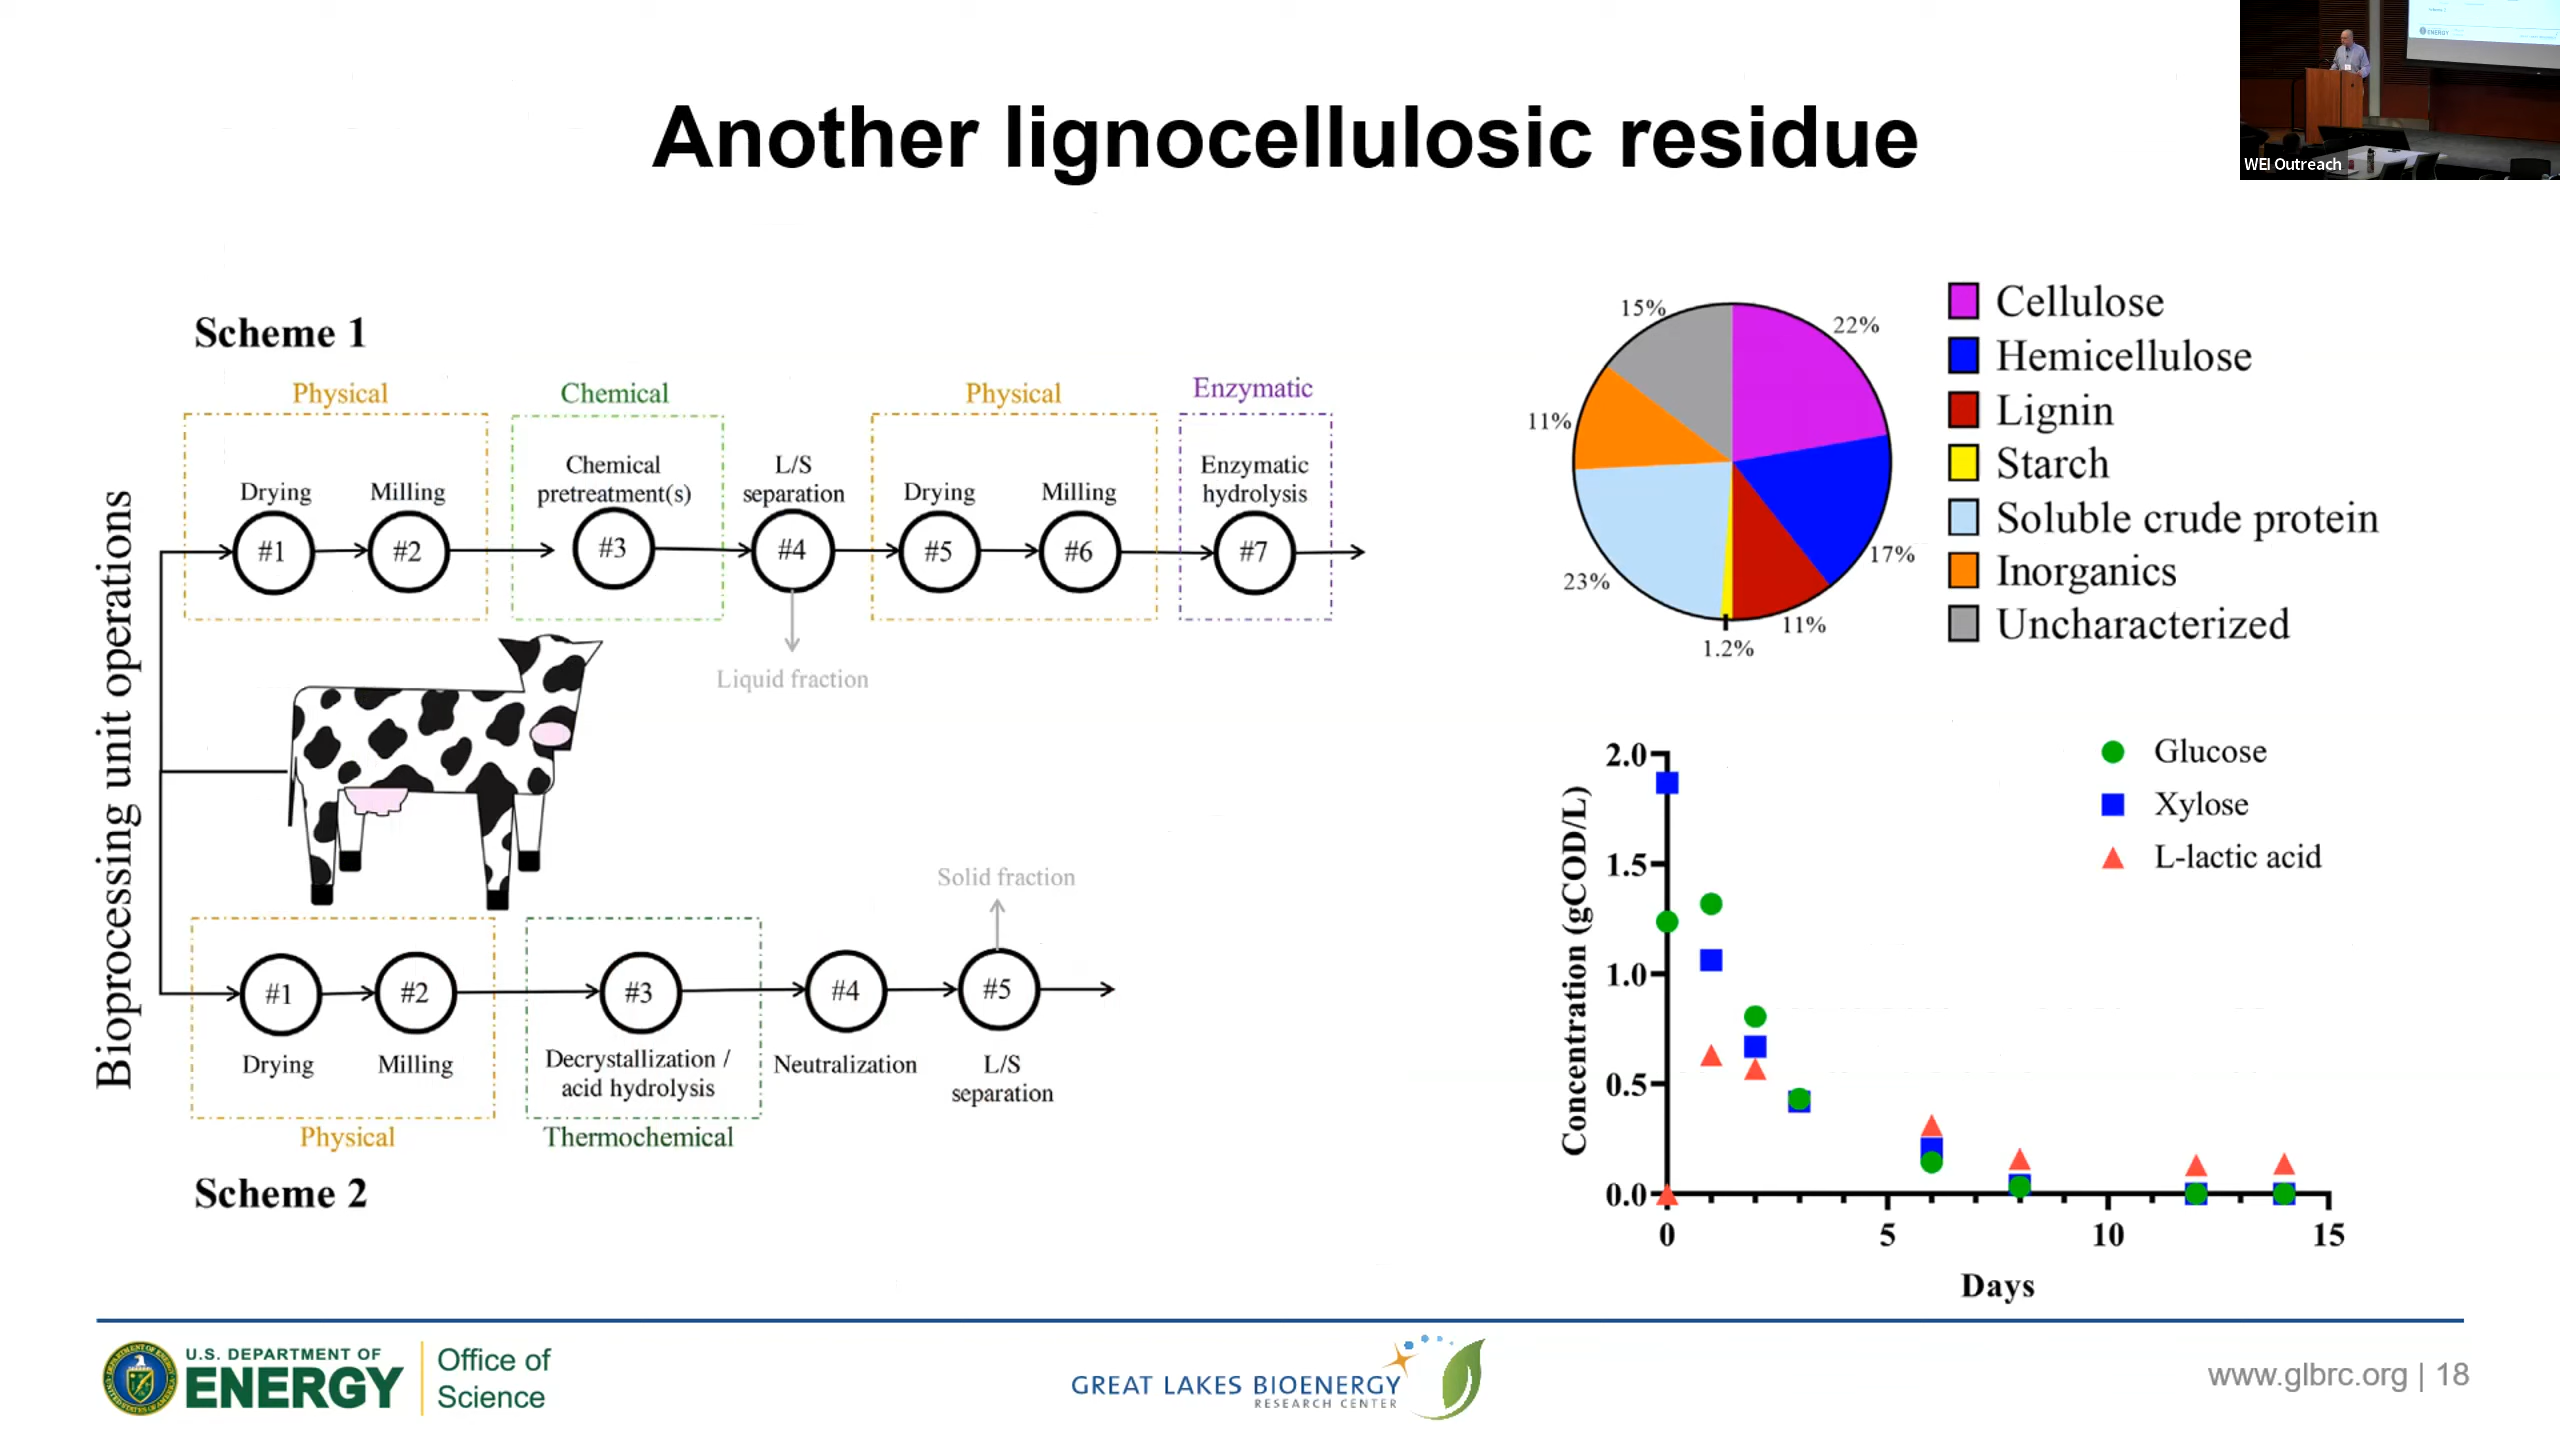 WEI Outreach
Another lignocellulosic residue
Bioprocessing unit operations
Scheme 1
Physical
Chemical
Physical
Enzymatic
Drying
Milling
Chemical
pretreatment(s)
L/S
separation
Drying
Milling
Enzymatic
hydrolysis
#1
#2
#3
#4
#5
#6
#7
Liquid fraction
Solid fraction
#1
#2
#3
#4
#5
Drying
Milling
Decrystallization /
acid hydrolysis
Neutralization
L/S
separation
Physical
Thermochemical
Scheme 2
15%
22%
11%
17%
23%
11%
1.2%
Cellulose
Hemicellulose
Lignin
Starch
Soluble crude protein
Inorganics
Uncharacterized
Concentration (gCOD/L)
2.0
1.5
1.0
0.5
0.0
0
5
10
15
Days
Glucose
Xylose
L-lactic acid
U.S. DEPARTMENT OF
ENERGY
Office of
Science
GREAT LAKES BIOENERGY
RESEARCH CENTER
www.glbrc.org | 18